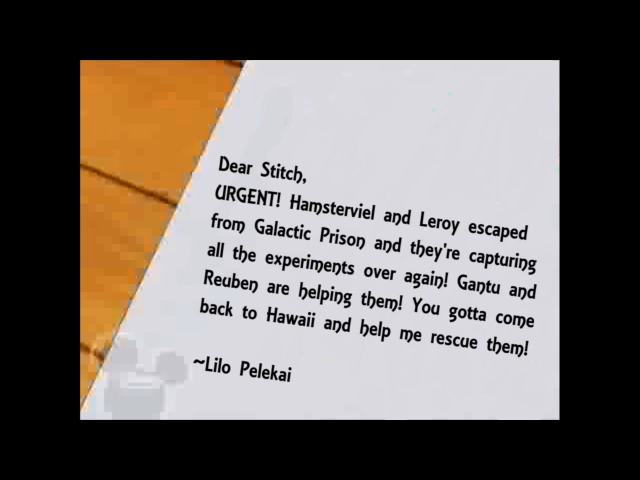 Dear Stitch,
URGENT! Hamsterviel and Leroy escaped
from Galactic Prison and they're capturing
all the experiments over again! Gantu and
Reuben are helping them! You gotta come
back to Hawaii and help me rescue them!
~Lilo Pelekai